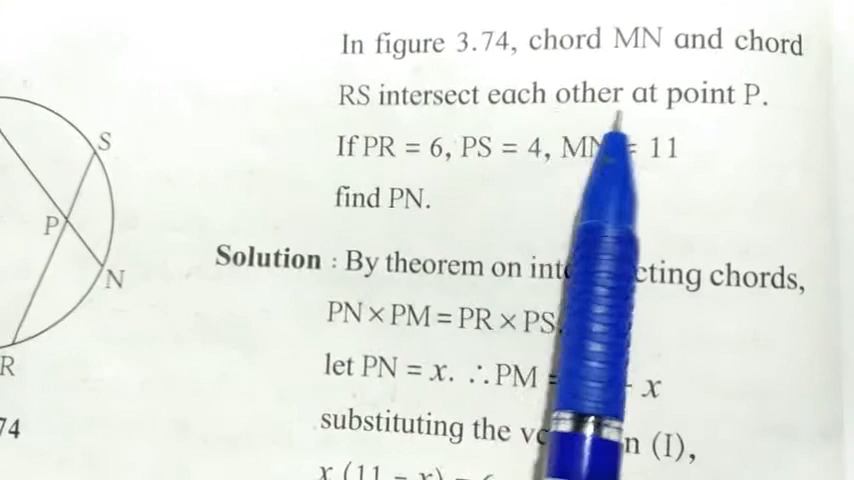 In figure 3.74, chord MN and chord
RS intersect each other at point P.
If PR = 6, PS = 4, MN = 11
find PN.
S
P
N
R
74
Solution : By theorem on chords,
PN × PM = PR × PS
let PN = x. ∴ PM = - x
substituting the (I),
x (11 - x) =